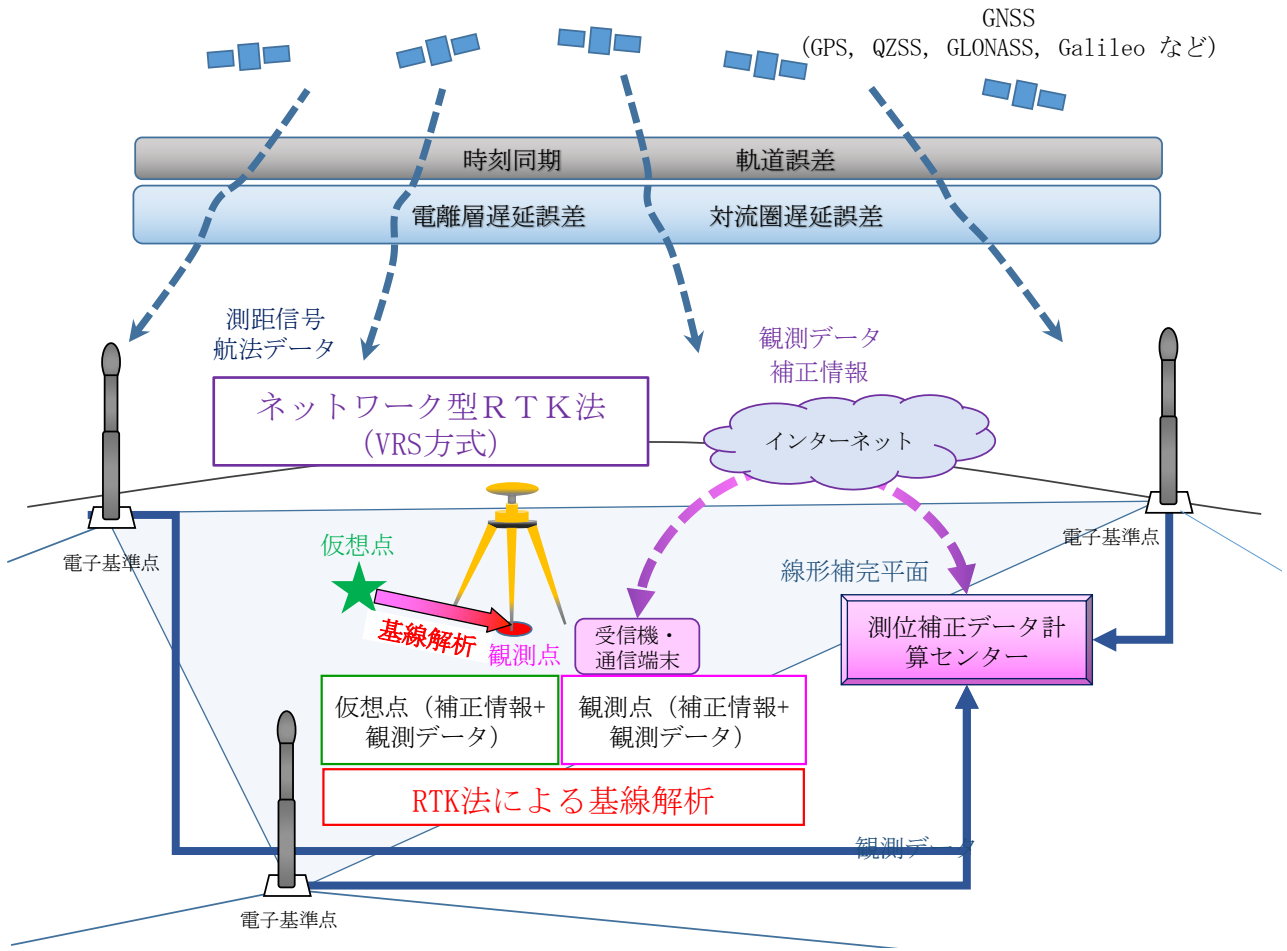 GNSS
（GPS, QZSS, GLONASS, Galileo など）
時刻同期
軌道誤差
電離層遅延誤差
対流圏遅延誤差
測距信号
航法データ
観測データ
補正情報
ネットワーク型ＲＴＫ法
（VRS方式）
インターネット
電子基準点
電子基準点
仮想点
線形補完平面
基線解析
観測点
受信機・
通信端末
測位補正データ計
算センター
仮想点（補正情報+
観測データ）
観測点（補正情報+
観測データ）
RTK法による基線解析
観測データ
電子基準点